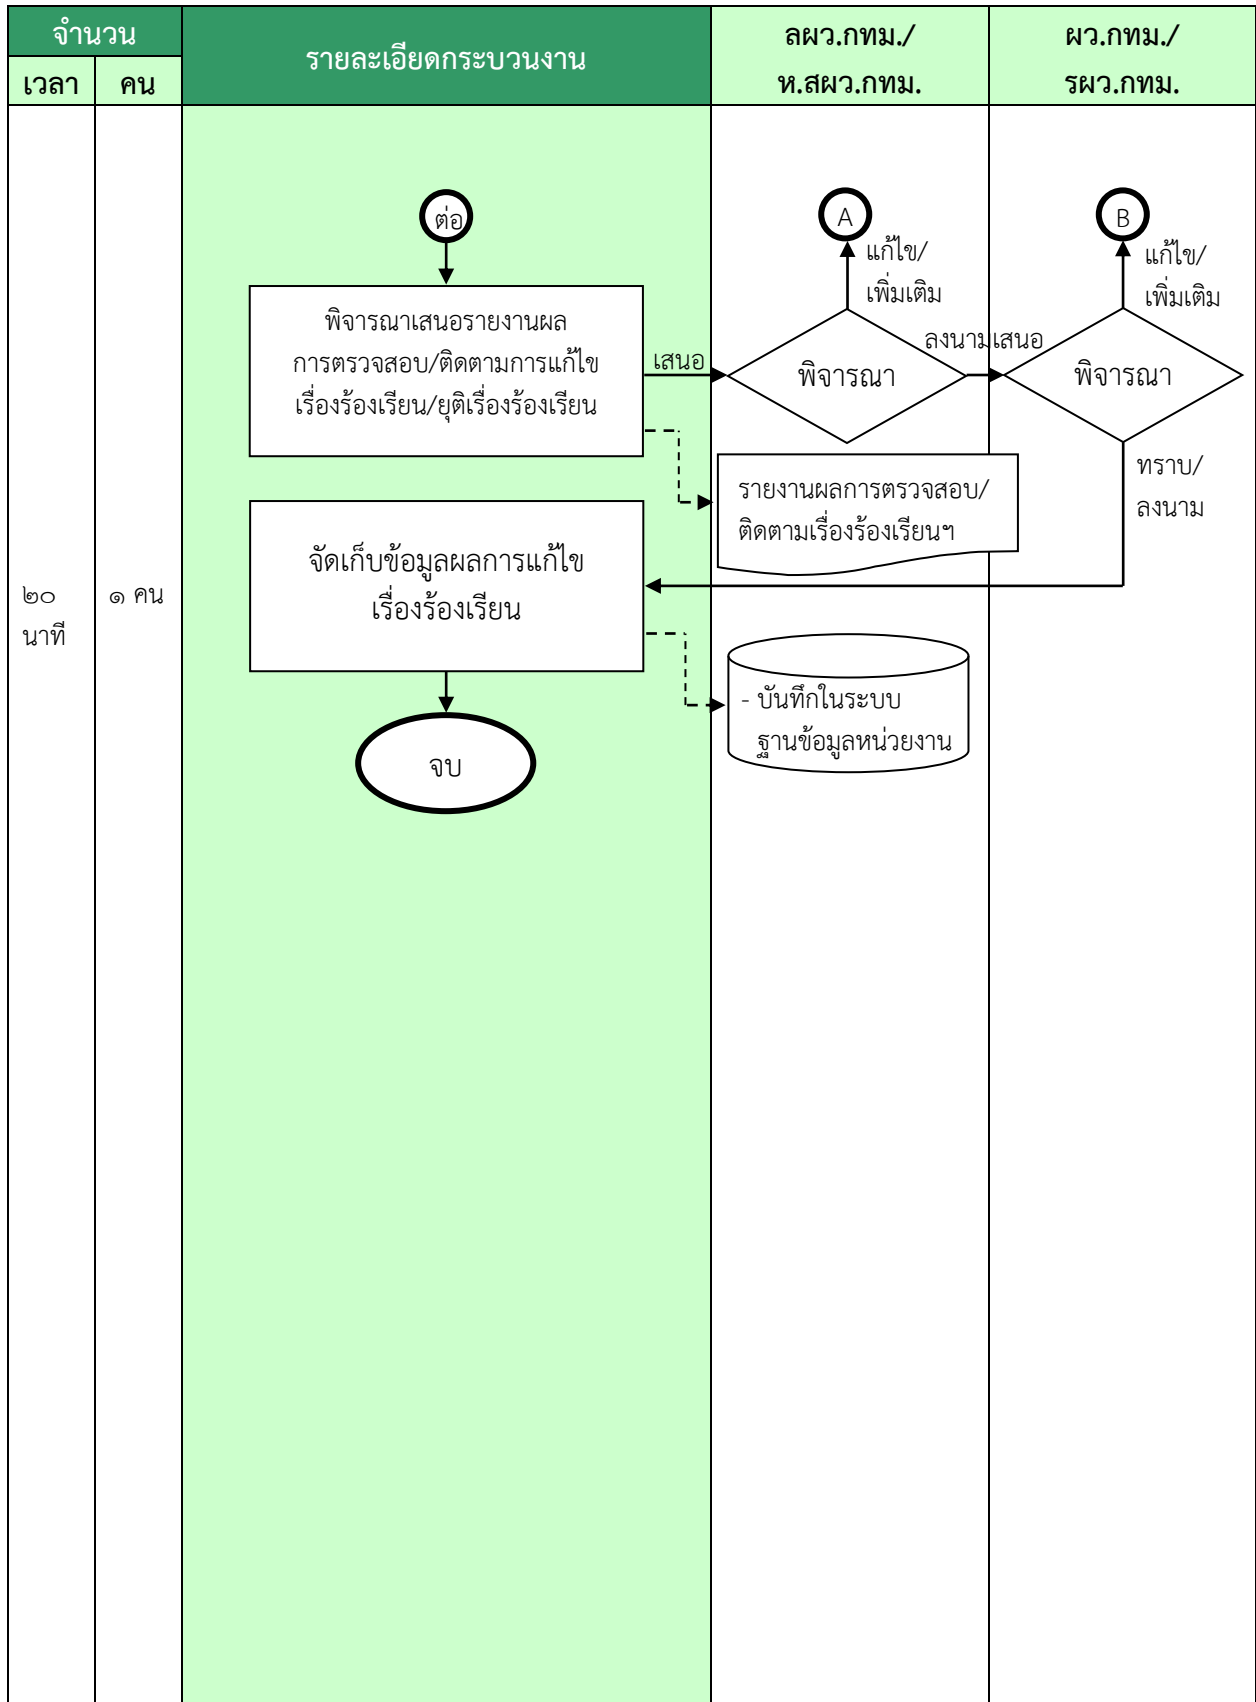 จำนวน
เวลา
คน
รายละเอียดกระบวนงาน
ลผว.กทม./
ห.สผว.กทม.
ผว.กทม./
รผว.กทม.
ต่อ
A
B
แก้ไข/
เพิ่มเติม
แก้ไข/
เพิ่มเติม
พิจารณาเสนอรายงานผล
การตรวจสอบ/ติดตามการแก้ไข
เรื่องร้องเรียน/ยุติเรื่องร้องเรียน
เสนอ
พิจารณา
ลงนามเสนอ
พิจารณา
ทราบ/
ลงนาม
รายงานผลการตรวจสอบ/
ติดตามเรื่องร้องเรียนฯ
๒๐
นาที
๑ คน
จัดเก็บข้อมูลผลการแก้ไข
เรื่องร้องเรียน
- บันทึกในระบบ
ฐานข้อมูลหน่วยงาน
จบ